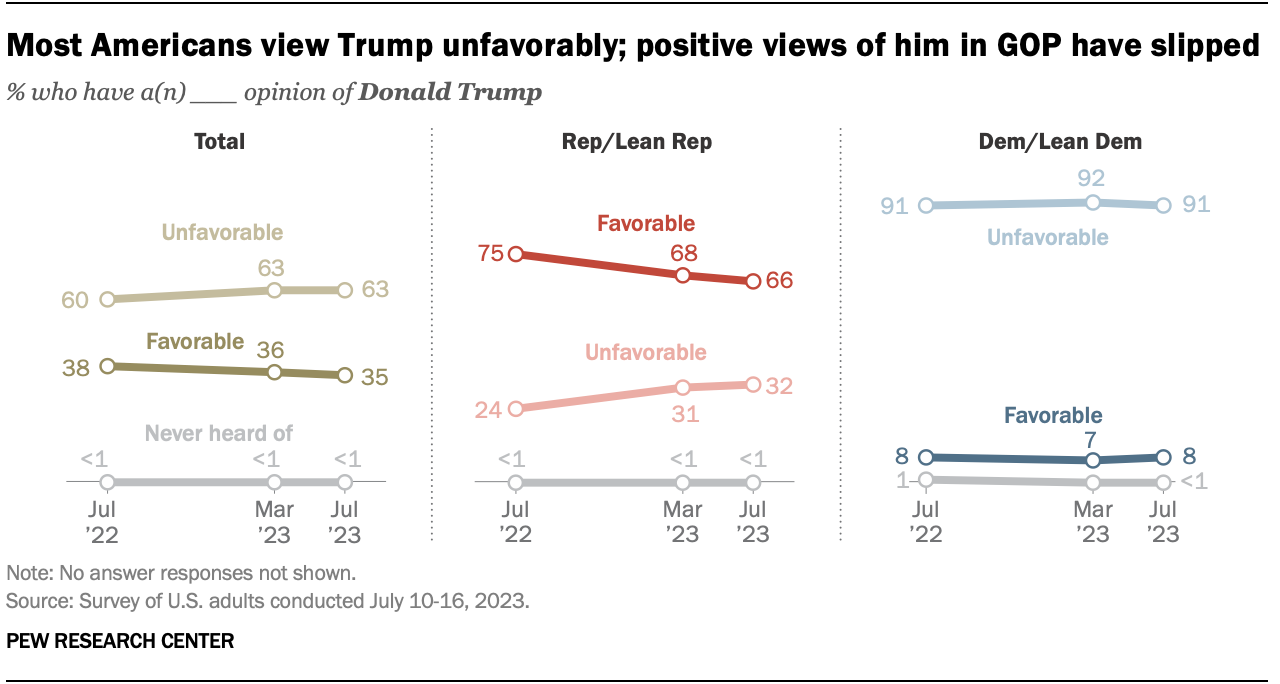 Most Americans view Trump unfavorably; positive views of him in GOP have slipped
% who have a(n) ___ opinion of Donald Trump
Total
Unfavorable
60
63
63
Favorable
38
36
35
Never heard of
<1
<1
<1
Jul
'22
Mar
'23
Jul
'23
Rep/Lean Rep
Favorable
75
68
66
Unfavorable
24
31
32
<1
<1
<1
Jul
'22
Mar
'23
Jul
'23
Dem/Lean Dem
91
92
91
Unfavorable
Favorable
8
7
8
1
<1
Jul
'22
Mar
'23
Jul
'23
Note: No answer responses not shown.
Source: Survey of U.S. adults conducted July 10-16, 2023.
PEW RESEARCH CENTER